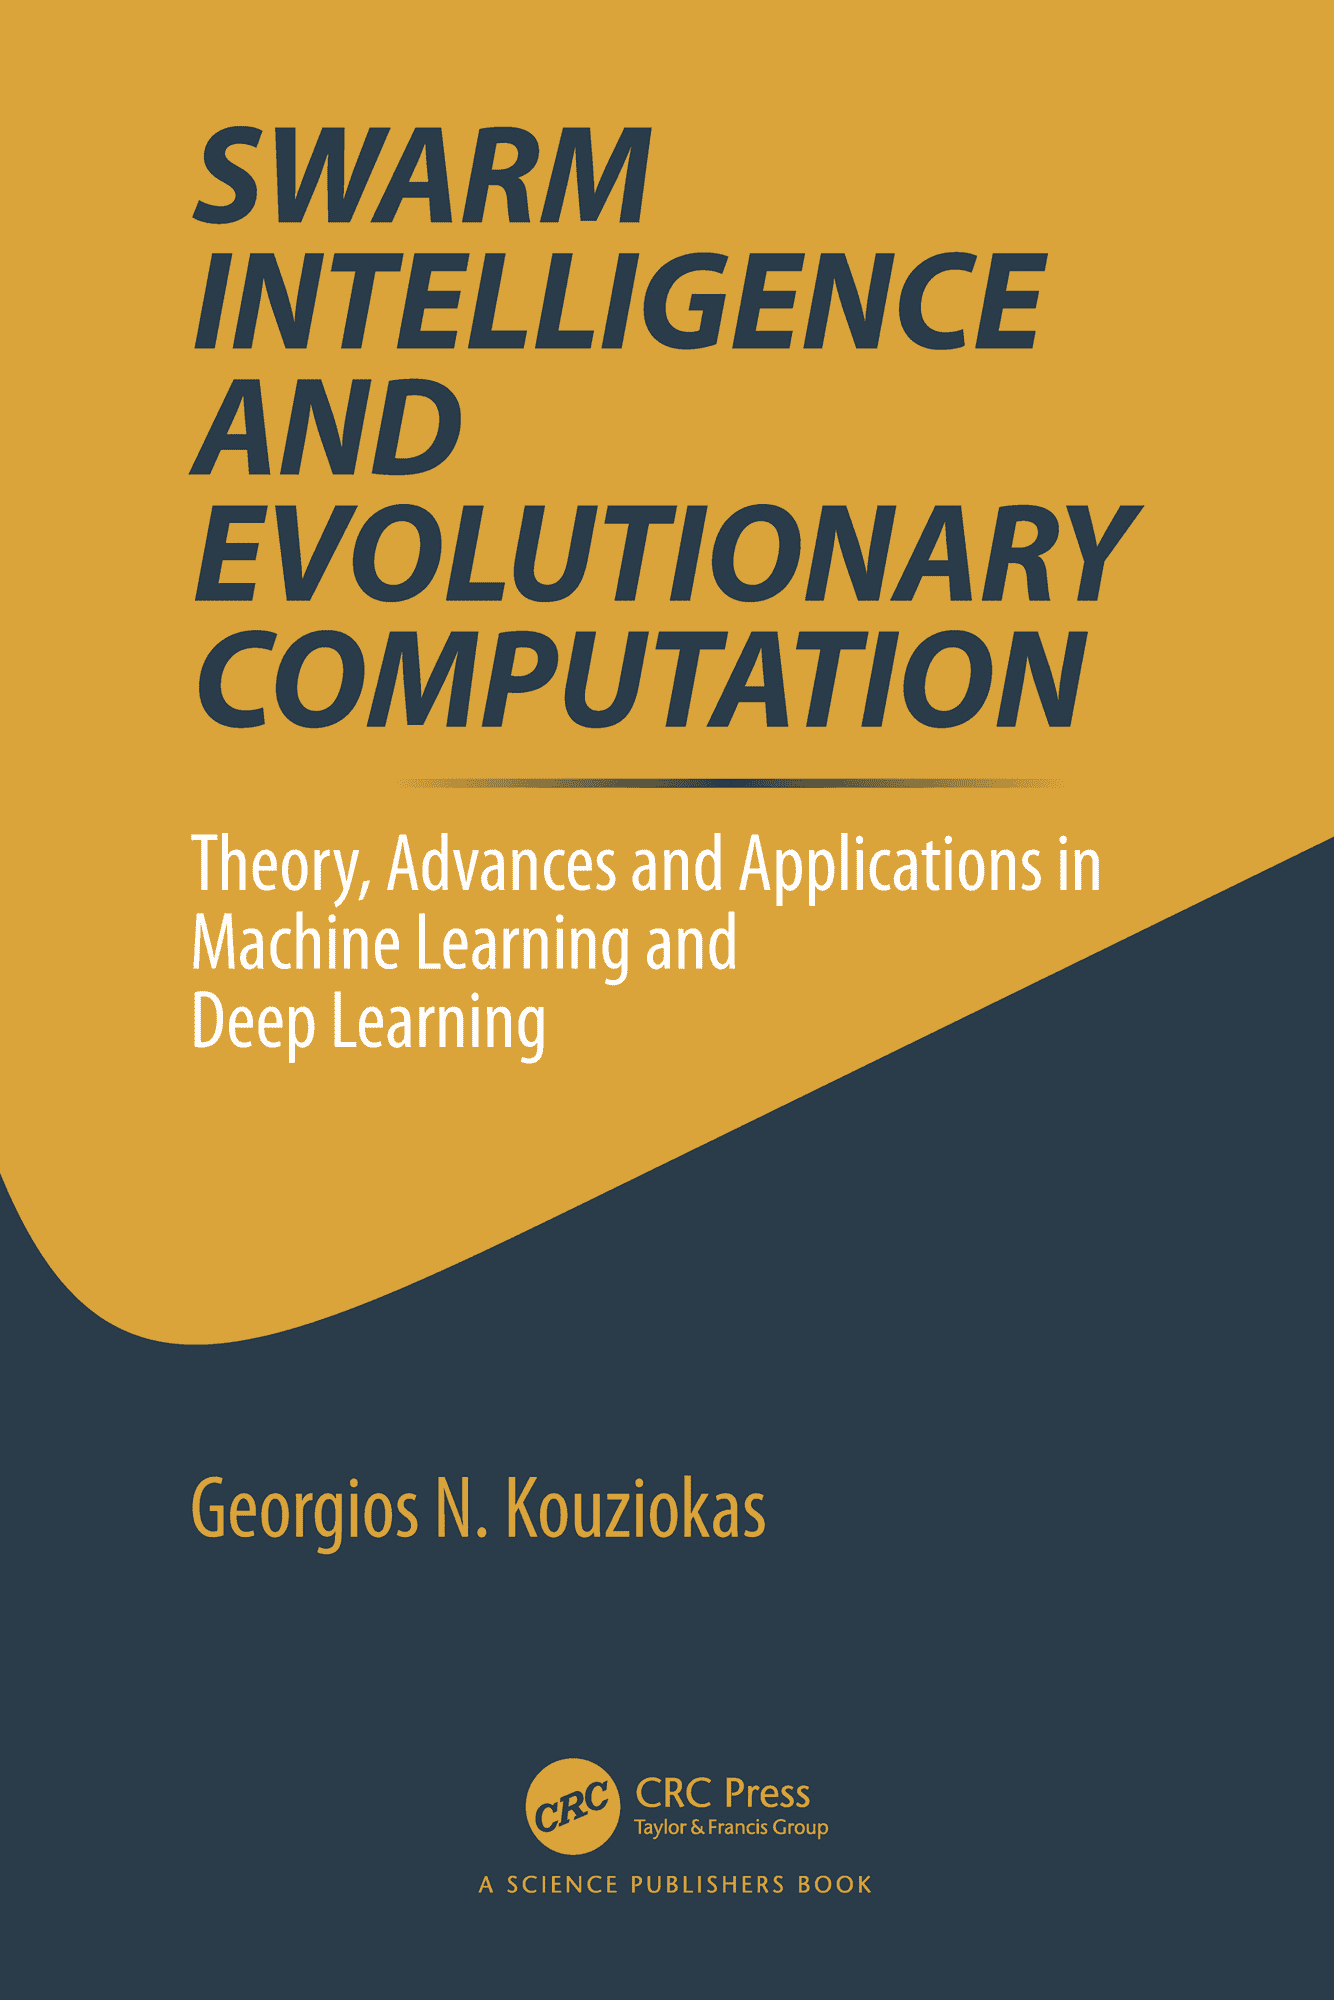 SWARM
INTELLIGENCE
AND
EVOLUTIONARY
COMPUTATION
Theory, Advances and Applications in
Machine Learning and
Deep Learning
Georgios N. Kouziokas
CRC
CRC Press
Taylor & Francis Group
A SCIENCE PUBLISHERS BOOK